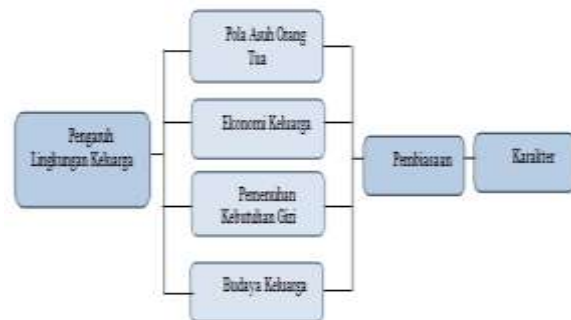 Pengaruh
Lingkungan Keluarga
Pola Asuh Orang
Tua
Ekonomi Keluarga
Pemenuhan
Kebutuhan Gizi
Budaya Keluarga
Pembiasaan
Karakter